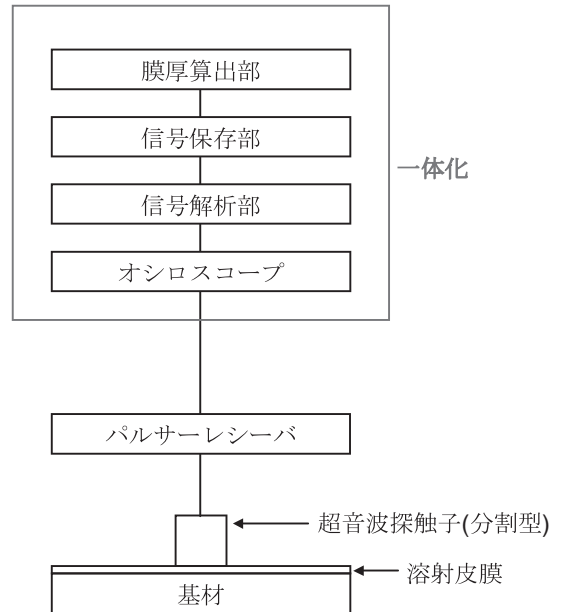 膜厚算出部
信号保存部
一体化
信号解析部
オシロスコープ
パルサーレシーバ
超音波探触子(分割型)
溶射皮膜
基材